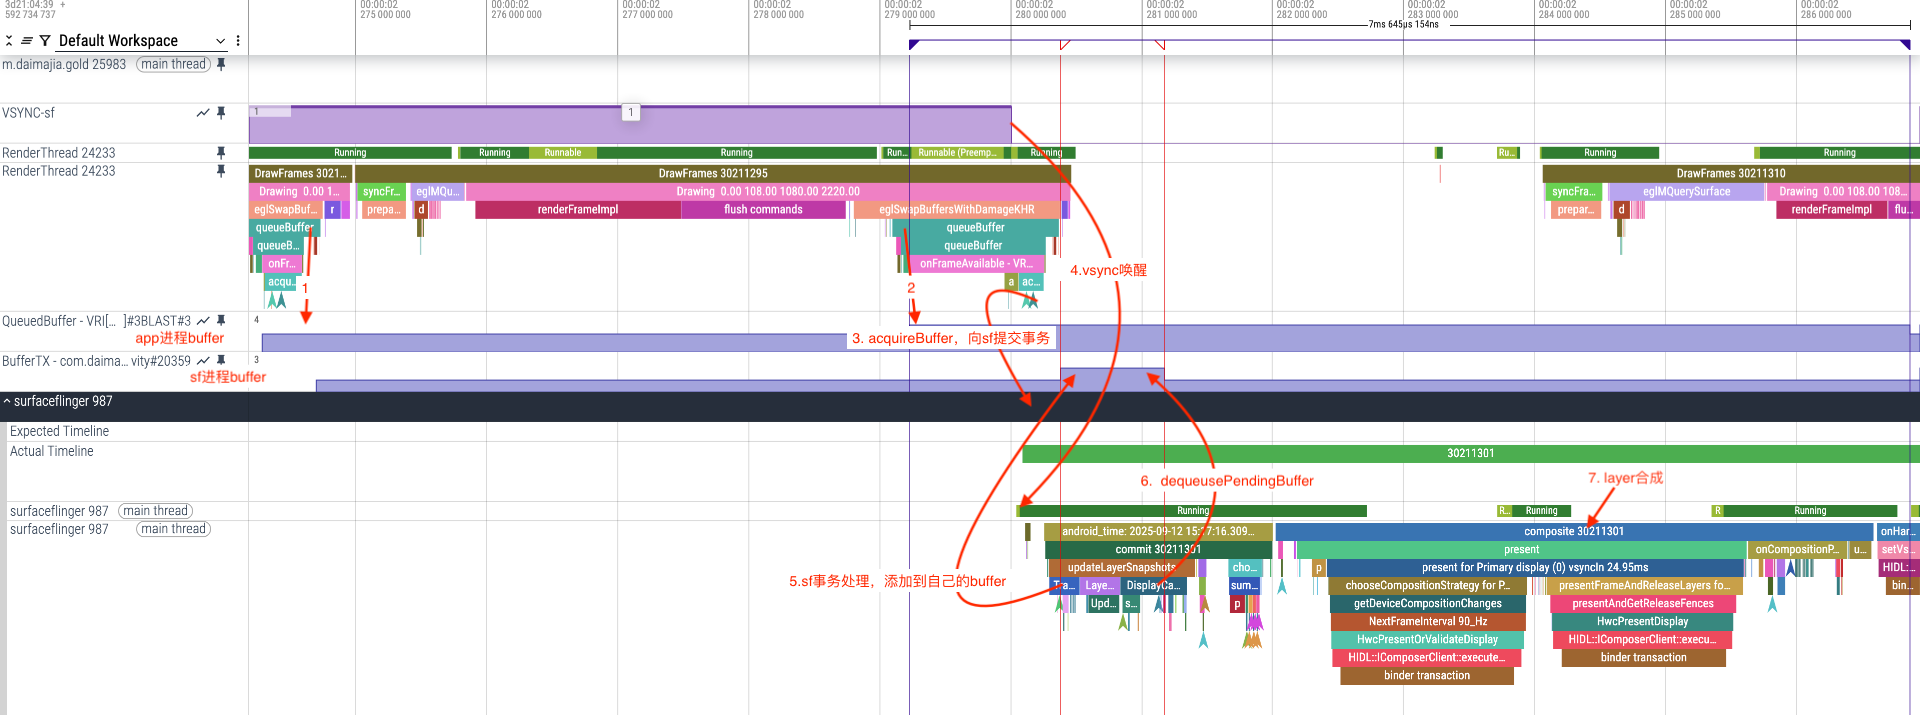 3d21:04:39 +
592 734 737
00:00:02
275 000 000
00:00:02
276 000 000
00:00:02
277 000 000
00:00:02
278 000 000
00:00:02
279 000 000
00:00:02
280 000 000
00:00:02
281 000 000
00:00:02
282 000 000
00:00:02
283 000 000
00:00:02
284 000 000
00:00:02
285 000 000
00:00:02
286 000 000
7ms 645µs 154ns
Default Workspace
m.daimajia.gold 25983 main thread
VSYNC-sf
1
1
RenderThread 24233
Running
Running
Runnable
Running
Run...
Runnable (Preemp...
Running
Ru...
Running
Running
RenderThread 24233
DrawFrames 3021...
DrawFrames 30211295
DrawFrames 30211310
Drawing 0.00 1...
syncFr...
eglMQu...
Drawing 0.00 108.00 1080.00 2220.00
syncFra...
eglMQuerySurface
Drawing 0.00 108.00 108...
eglSwapBuf...
r
prepa...
d
renderFrameImpl
flush commands
eglSwapBuffersWithDamageKHR
prepar...
d
renderFrameImpl
flu...
queueBuffer
queueBuffer
queueB...
queueBuffer
onFr...
onFrameAvailable - VR...
acqu...
a
ac...
1
2
4.vsync唤醒
QueuedBuffer - VRI[... ]#3BLAST#3
4
app进程buffer
3. acquireBuffer，向sf提交事务
BufferTX - com.daima... vity#20359
3
sf进程buffer
surfaceflinger 987
Expected Timeline
Actual Timeline
30211301
6. dequeusePendingBuffer
7. layer合成
surfaceflinger 987 main thread
Running
R...
Running
R
Running
surfaceflinger 987 main thread
android_time: 2025-09-12 15:
7:16.309...
composite 30211301
onHar...
commit 30211301
present
onCompositionP...
u...
setVs...
updateLayerSnapshots
cho...
p
present for Primary display (0) vsyncIn 24.95ms
HIDL:...
5.sf事务处理，添加到自己的buffer
Tra...
Laye...
DisplayCa...
sum...
chooseCompositionStrategy for P...
presentFrameAndReleaseLayers fo...
bin...
Upd...
s...
p
getDeviceCompositionChanges
presentAndGetReleaseFences
NextFrameInterval 90_Hz
HwcPresentDisplay
HwcPresentOrValidateDisplay
HIDL::IComposerClient::execu...
HIDL::IComposerClient::execute...
binder transaction
binder transaction